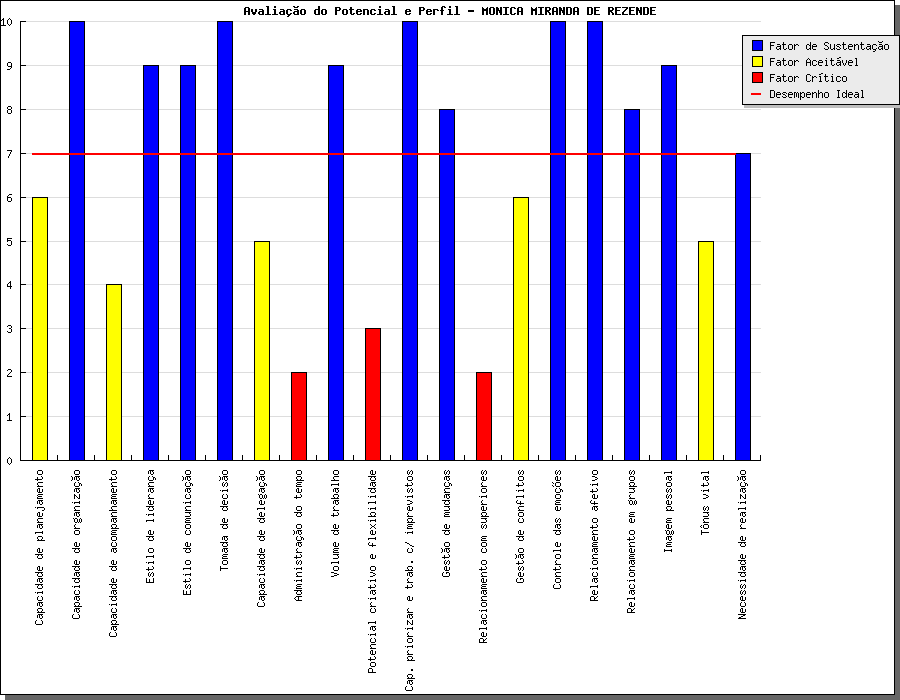 Avaliação do Potencial e Perfil - MONICA MIRANDA DE REZENDE
Fator de Sustentação
Fator Aceitável
Fator Crítico
Desempenho Ideal
10
9
8
7
6
5
4
3
2
1
0
Capacidade de planejamento
Capacidade de organização
Capacidade de acompanhamento
Estilo de liderança
Estilo de comunicação
Tomada de decisão
Capacidade de delegação
Administração do tempo
Volume de trabalho
Potencial criativo e flexibilidade
Cap. priorizar e trab. c/ imprevistos
Gestão de mudanças
Relacionamento com superiores
Gestão de conflitos
Controle das emoções
Relacionamento afetivo
Relacionamento em grupos
Imagem pessoal
Tônus vital
Necessidade de realização